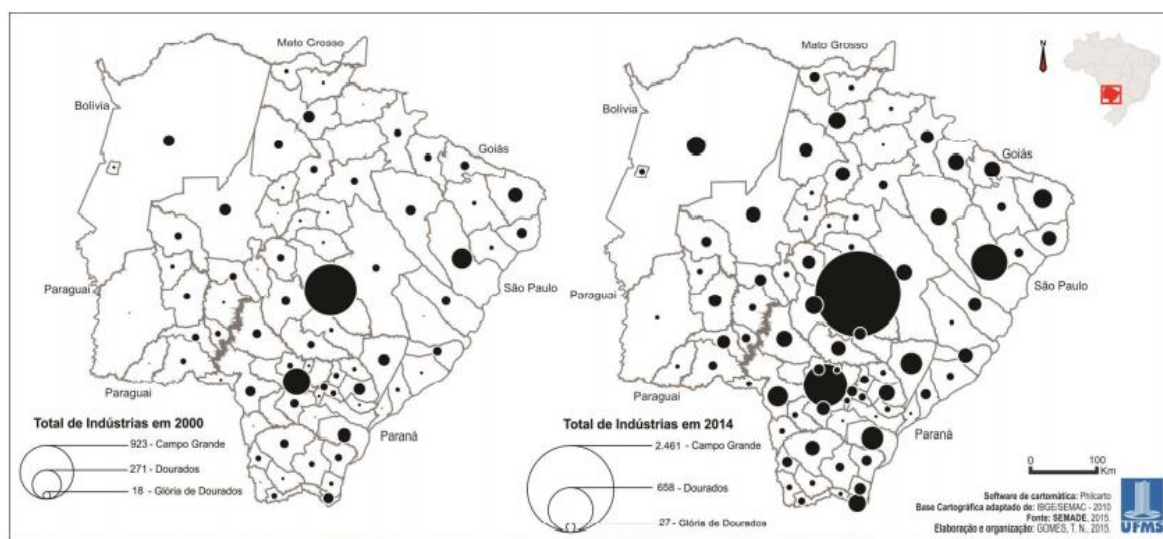 Mato Grosso
Bolívia
Goiás
São Paulo
Paraguai
Paraguai
Paraná
Total de Indústrias em 2000
923 - Campo Grande
271 - Dourados
18 - Glória de Dourados
Mato Grosso
N
Bolívia
Goiás
São Paulo
Paraguai
Paraguai
Paraná
Total de Indústrias em 2014
2.461 - Campo Grande
658 - Dourados
27 - Glória de Dourados
0 100
Km
Software de cartomática: Philcarto
Base Cartográfica adaptado de: IBGE/SEMAC - 2010
Fonte: SEMADE, 2015.
Elaboração e organização: GOMES, T. N., 2015.
UFMS